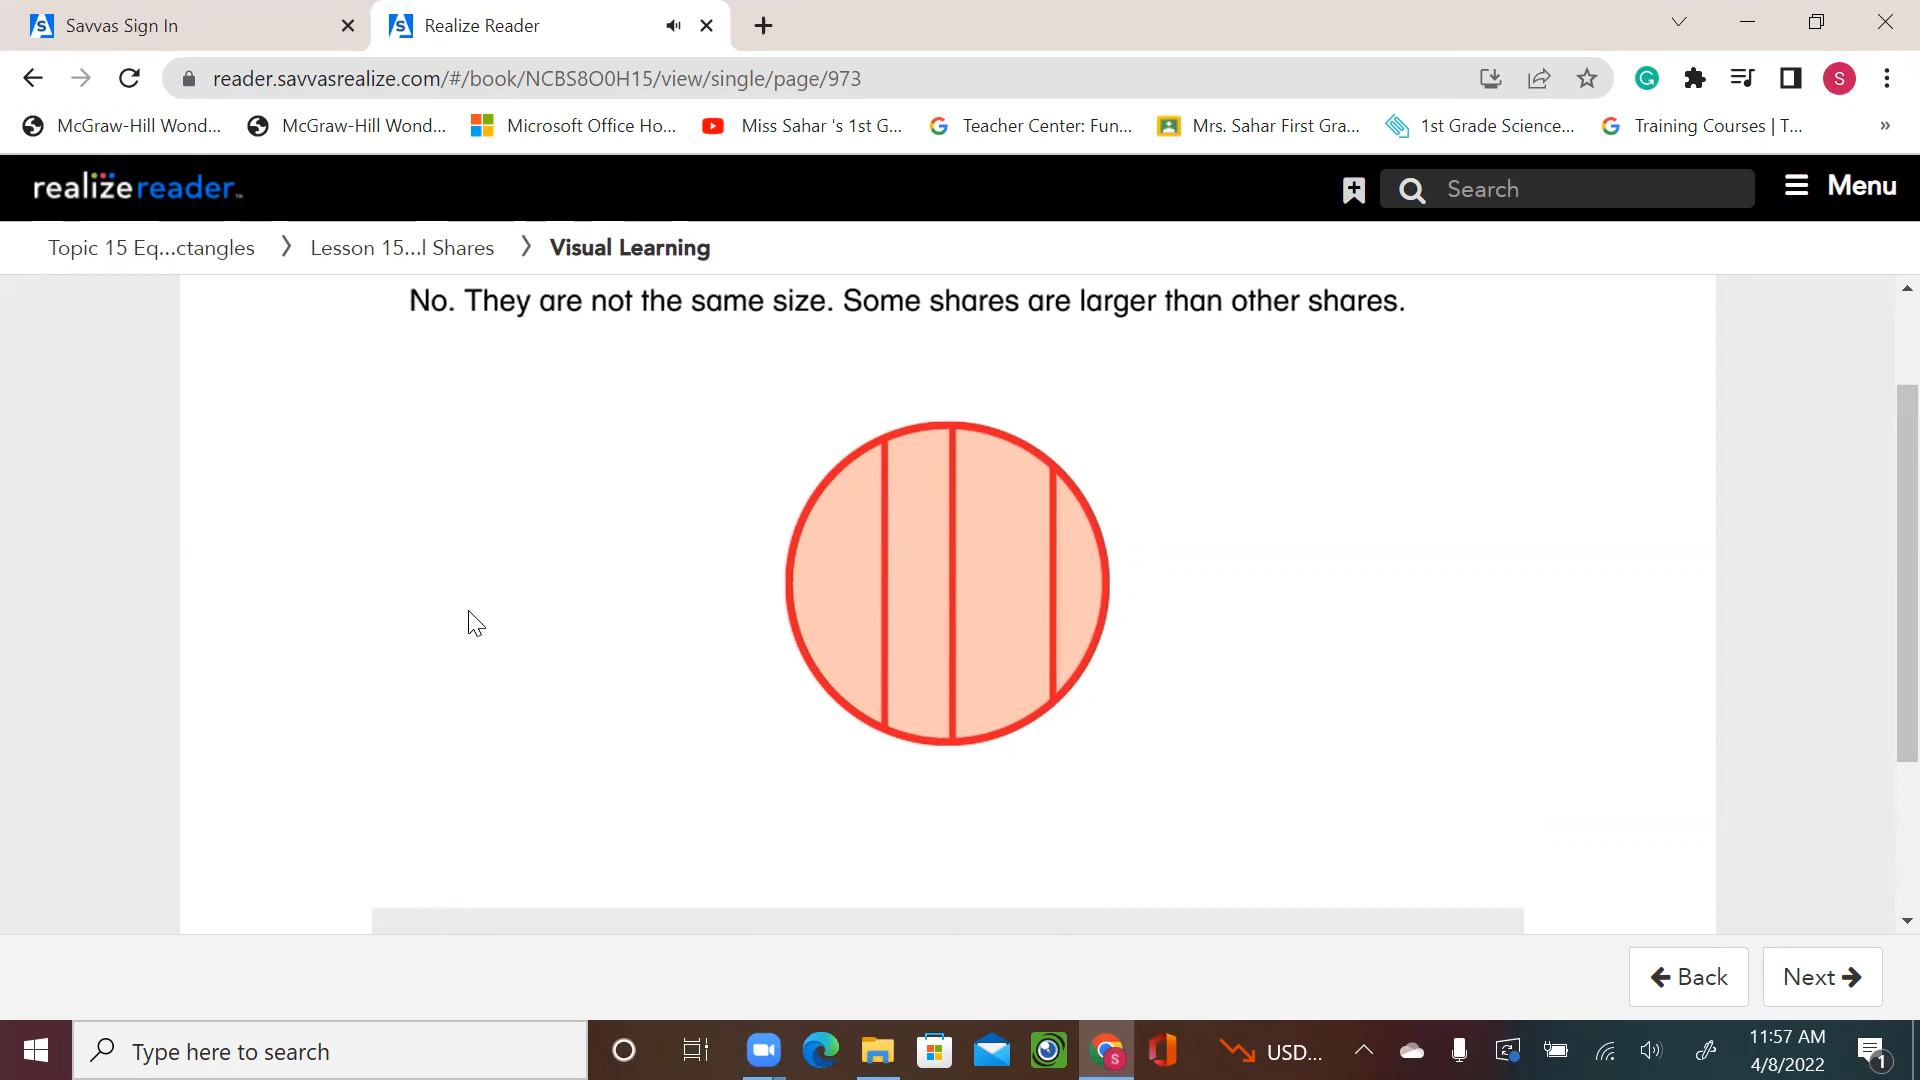 Savvas Sign In
Realize Reader
reader.savvasrealize.com/#/book/NCBS8O0H15/view/single/page/973
S
McGraw-Hill Wond...
McGraw-Hill Wond...
Microsoft Office Ho...
Miss Sahar 's 1st G...
Teacher Center: Fun...
Mrs. Sahar First Gra...
1st Grade Science...
Training Courses | T...
»
realizereader™
Search
Menu
Topic 15 Eq...ctangles
Lesson 15...l Shares
Visual Learning
No. They are not the same size. Some shares are larger than other shares.
Back
Next
Type here to search
USD...
11:57 AM
4/8/2022
1